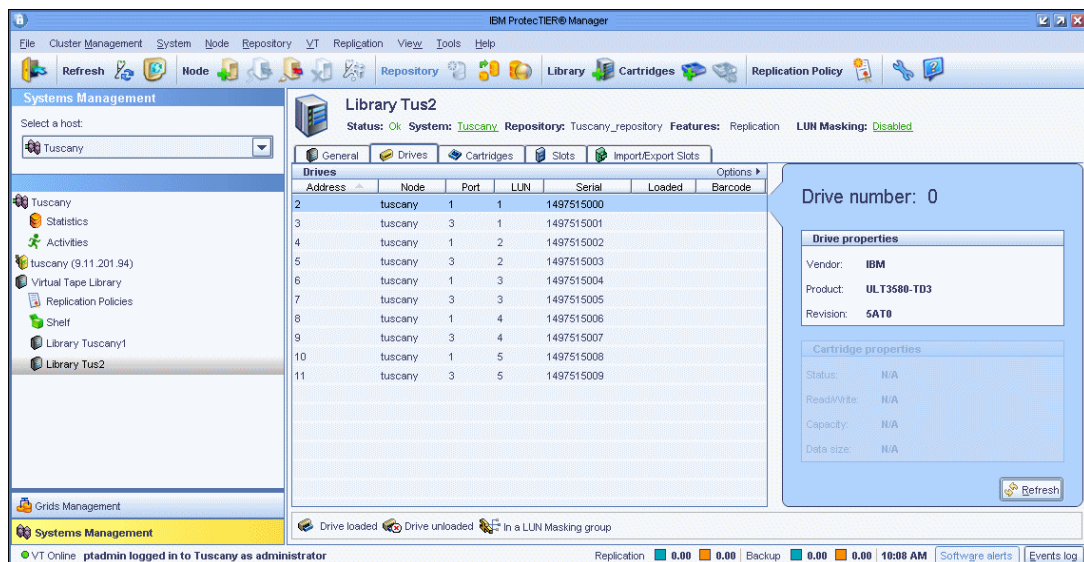 IBM ProtecTIER® Manager
File Cluster Management System Node Repository VT Replication View Tools Help
Refresh Node Repository Library Cartridges Replication Policy
Systems Management
Select a host:
Tuscany
Tuscany
Statistics
Activities
tuscany (9.11.201.94)
Virtual Tape Library
Replication Policies
Shelf
Library Tuscany1
Library Tus2
Grids Management
Systems Management
Library Tus2
Status: Ok System: Tuscany Repository: Tuscany_repository Features: Replication LUN Masking: Disabled
General Drives Cartridges Slots Import/Export Slots
Drives Options
Address Node Port LUN Serial Loaded Barcode
2 tuscany 1 1 1497515000
3 tuscany 3 1 1497515001
4 tuscany 1 2 1497515002
5 tuscany 3 2 1497515003
6 tuscany 1 3 1497515004
7 tuscany 3 3 1497515005
8 tuscany 1 4 1497515006
9 tuscany 3 4 1497515007
10 tuscany 1 5 1497515008
11 tuscany 3 5 1497515009
Drive number: 0
Drive properties
Vendor: IBM
Product: ULT3580-TD3
Revision: 5AT0
Cartridge properties
Status: N/A
Read/Write: N/A
Capacity: N/A
Data size: N/A
Refresh
Drive loaded Drive unloaded In a LUN Masking group
VT Online ptadmin logged in to Tuscany as administrator Replication 0.00 0.00 Backup 0.00 0.00 10:08 AM Software alerts Events log